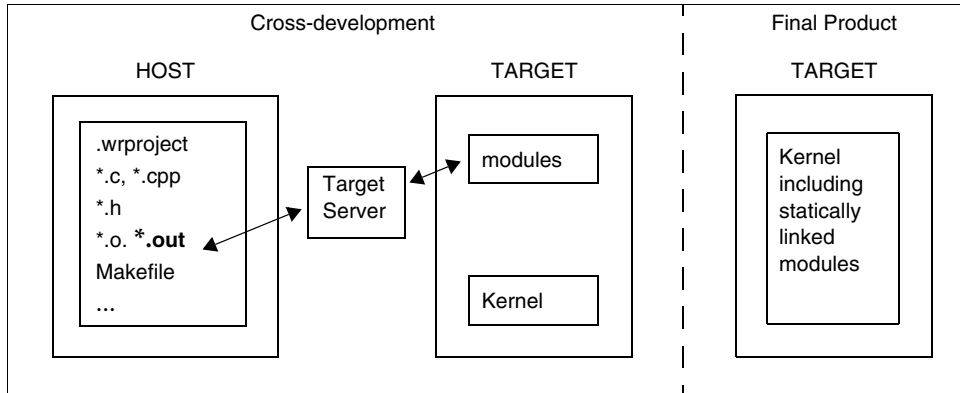 Cross-development
Final Product
HOST
TARGET
TARGET
.wrproject
*.c, *.cpp
*.h
*.o. *.out
Makefile
...
Target
Server
modules
Kernel
Kernel
including
statically
linked
modules